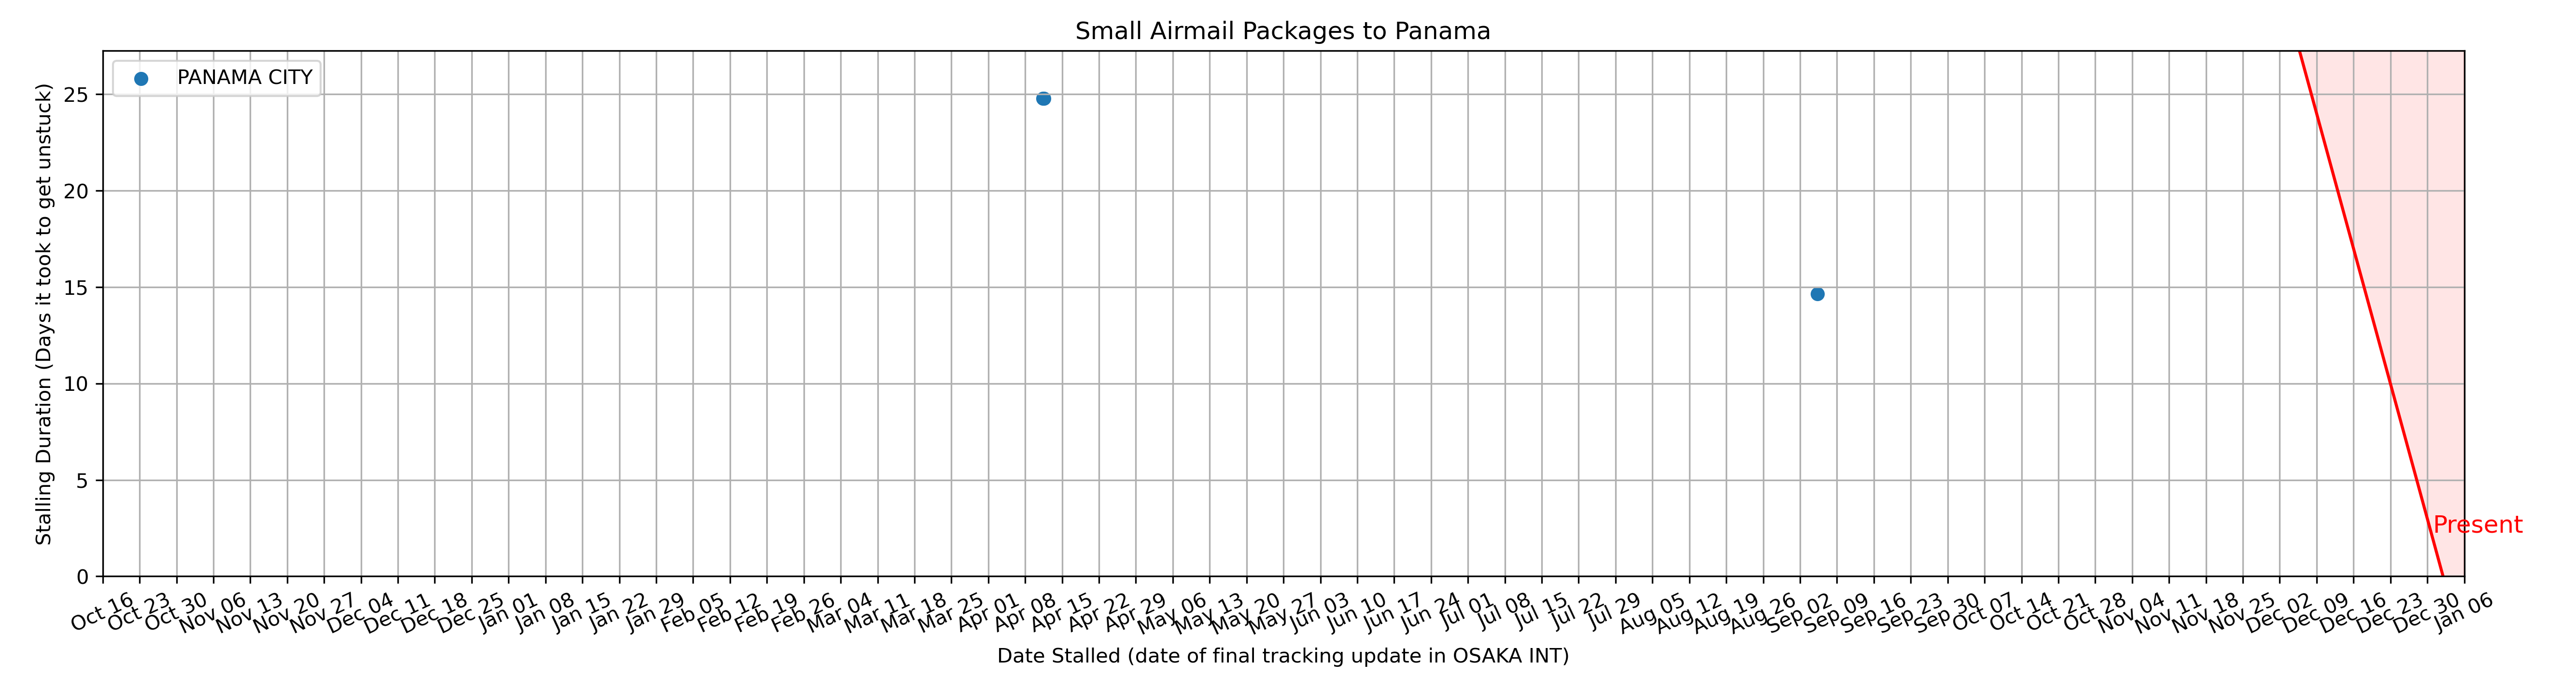 Small Airmail Packages to Panama
PANAMA CITY
Stalling Duration (Days it took to get unstuck)
25
20
15
10
5
0
Present
Oct 16
Oct 23
Oct 30
Nov 06
Nov 13
Nov 20
Nov 27
Dec 04
Dec 11
Dec 18
Dec 25
Jan 01
Jan 08
Jan 15
Jan 22
Jan 29
Feb 05
Feb 12
Feb 19
Feb 26
Mar 04
Mar 11
Mar 18
Mar 25
Apr 01
Apr 08
Apr 15
Apr 22
Apr 29
May 06
May 13
May 20
May 27
Jun 03
Jun 10
Jun 17
Jun 24
Jul 01
Jul 08
Jul 15
Jul 22
Jul 29
Aug 05
Aug 12
Aug 19
Aug 26
Sep 02
Sep 09
Sep 16
Sep 23
Sep 30
Oct 07
Oct 14
Oct 21
Oct 28
Nov 04
Nov 11
Nov 18
Nov 25
Dec 02
Dec 09
Dec 16
Dec 23
Dec 30
Jan 06
Date Stalled (date of final tracking update in OSAKA INT)